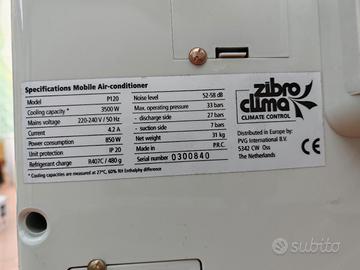 Specifications Mobile Air-conditioner
Model P120
Cooling capacity * 3500 W
Mains voltage 220-240 V / 50 Hz
Current 4.2 A
Power consumption 850 W
Unit protection IP 20
Refrigerant charge R407C / 480 g
* Cooling capacities are measured at 27°C, 60% RH Enthalphy difference
Noise level 52-58 dB
Max. operating pressure 33 bars
- discharge side 27 bars
- suction side 7 bars
Net weight 31 kg
Made in P.R.C.
Serial number 0300840
zibro
clima
CLIMATE CONTROL
Distributed in Europe by:
PVG International B.V.
5342 CW Oss
The Netherlands
subito